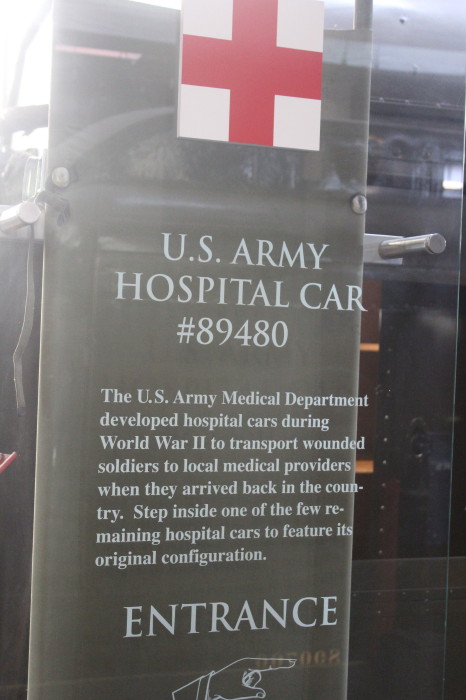 U.S. ARMY
HOSPITAL CAR
#89480
The U.S. Army Medical Department
developed hospital cars during
World War II to transport wounded
soldiers to local medical providers
when they arrived back in the coun-
try. Step inside one of the few re-
maining hospital cars to feature its
original configuration.
ENTRANCE